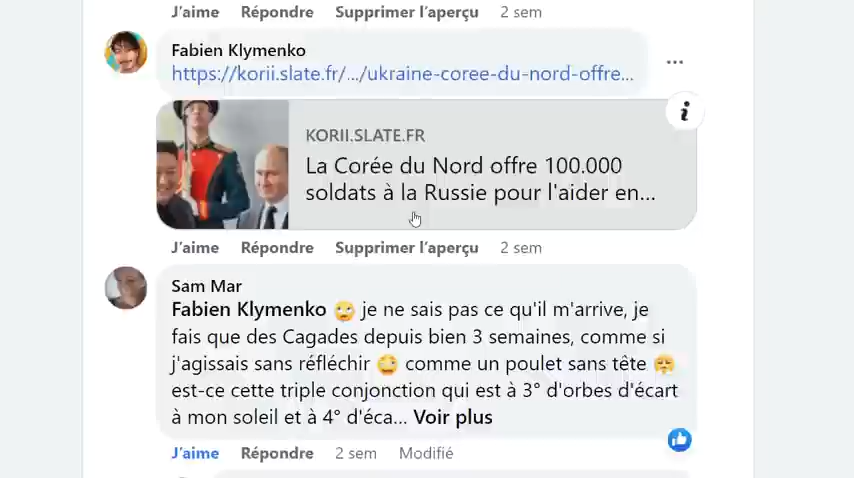 J’aime Répondre Supprimer l’aperçu 2 sem
Fabien Klymenko
https://korii.slate.fr/.../ukraine-coree-du-nord-offre...
KORII.SLATE.FR
La Corée du Nord offre 100.000
soldats à la Russie pour l'aider en...
J’aime Répondre Supprimer l’aperçu 2 sem
Sam Mar
Fabien Klymenko 🙄 je ne sais pas ce qu'il m'arrive, je
fais que des Cagades depuis bien 3 semaines, comme si
j'agissais sans réfléchir 🙄 comme un poulet sans tête 😤
est-ce cette triple conjonction qui est à 3° d'orbes d'écart
à mon soleil et à 4° d'éca... Voir plus
J’aime Répondre 2 sem Modifié